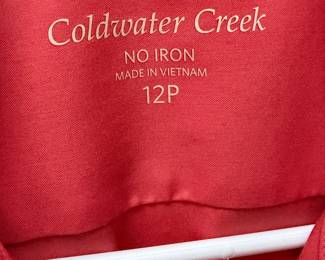 Coldwater Creek
NO IRON
MADE IN VIETNAM
12P